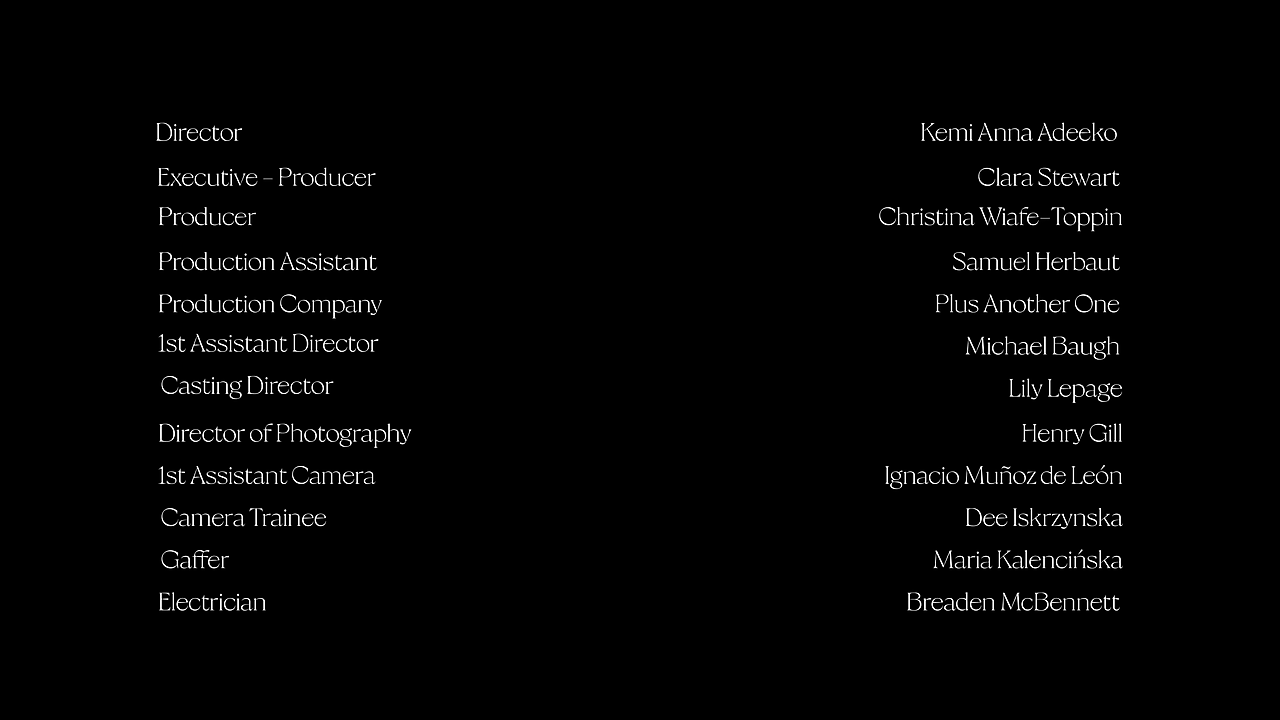 Director Kemi Anna Adeeko
Executive - Producer Clara Stewart
Producer Christina Wiafe-Toppin
Production Assistant Samuel Herbaut
Production Company Plus Another One
1st Assistant Director Michael Baugh
Casting Director Lily Lepage
Director of Photography Henry Gill
1st Assistant Camera Ignacio Muñoz de León
Camera Trainee Dee Iskrzynska
Gaffer Maria Kalencińska
Electrician Breaden McBennett